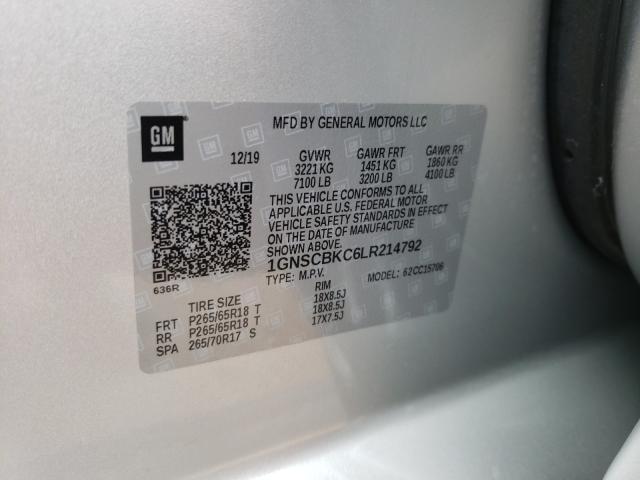 MFD BY GENERAL MOTORS LLC
GM
12/19 GVWR GAWR FRT GAWR RR
3221 KG 1451 KG 1860 KG
7100 LB 3200 LB 4100 LB
THIS VEHICLE CONFORMS TO ALL
APPLICABLE U.S. FEDERAL MOTOR
VEHICLE SAFETY STANDARDS IN EFFECT
ON THE DATE OF MANUFACTURE
SHOWN ABOVE.
1GNSCBKC6LR214792
TYPE: M.P.V. MODEL: 62CC15706
636R
TIRE SIZE RIM
FRT P265/65R18 T 18X8.5J
RR P265/65R18 T 18X8.5J
SPA 265/70R17 S 17X7.5J